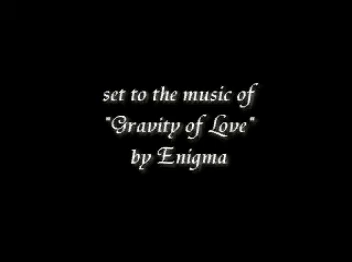 set to the music of
"Gravity of Love"
by Enigma